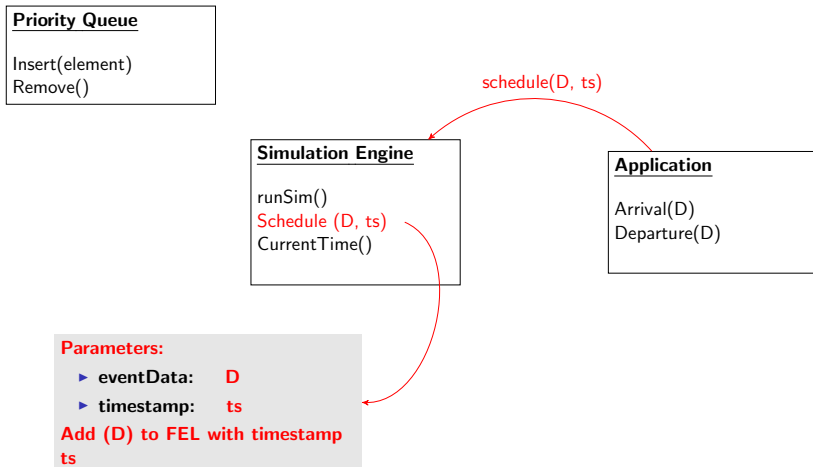 Priority Queue
Insert(element)
Remove()
schedule(D, ts)
Simulation Engine
runSim()
Schedule (D, ts)
CurrentTime()
Application
Arrival(D)
Departure(D)
Parameters:
eventData: D
timestamp: ts
Add (D) to FEL with timestamp
ts